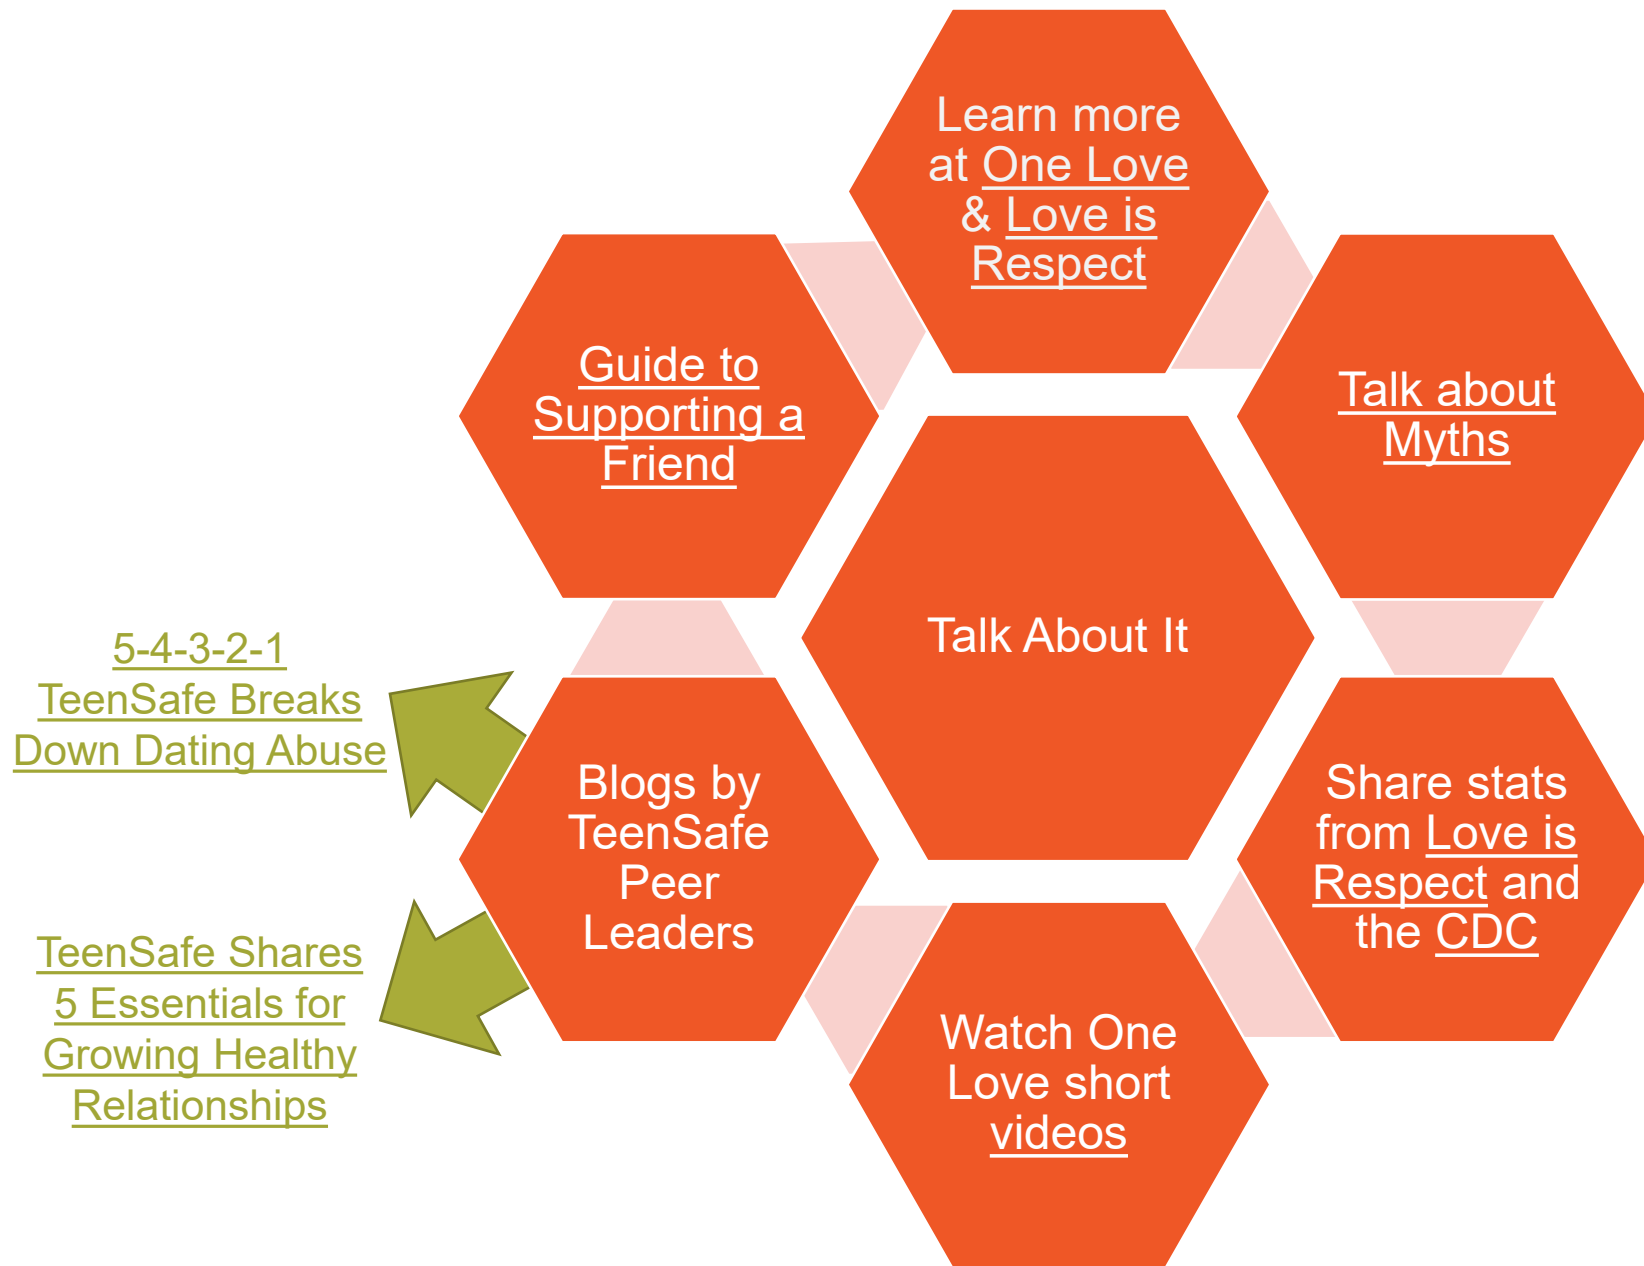 Learn more
at One Love
& Love is
Respect
Talk about
Myths
Share stats
from Love is
Respect and
the CDC
Watch One
Love short
videos
Blogs by
TeenSafe
Peer
Leaders
Guide to
Supporting a
Friend
Talk About It
5-4-3-2-1
TeenSafe Breaks
Down Dating Abuse
TeenSafe Shares
5 Essentials for
Growing Healthy
Relationships